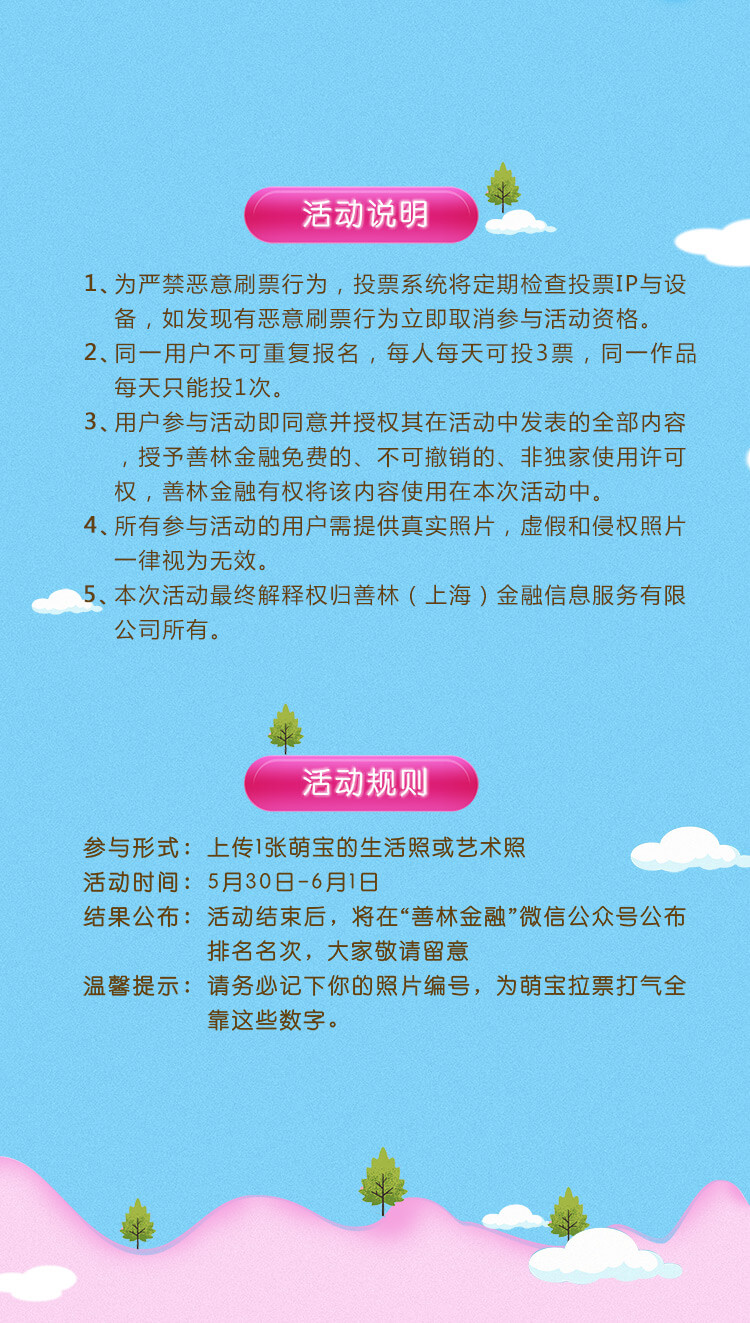 活动说明
1、为严禁恶意刷票行为，投票系统将定期检查投票IP与设
备，如发现有恶意刷票行为立即取消参与活动资格。
2、同一用户不可重复报名，每人每天可投3票，同一作品
每天只能投1次。
3、用户参与活动即同意并授权其在活动中发表的全部内容
，授予善林金融免费的、不可撤销的、非独家使用许可
权，善林金融有权将该内容使用在本次活动中。
4、所有参与活动的用户需提供真实照片，虚假和侵权照片
一律视为无效。
5、本次活动最终解释权归善林（上海）金融信息服务有限
公司所有。
活动规则
参与形式：上传1张萌宝的生活照或艺术照
活动时间：5月30日-6月1日
结果公布：活动结束后，将在“善林金融”微信公众号公布
排名名次，大家敬请留意
温馨提示：请务必记下你的照片编号，为萌宝拉票打气全
靠这些数字。